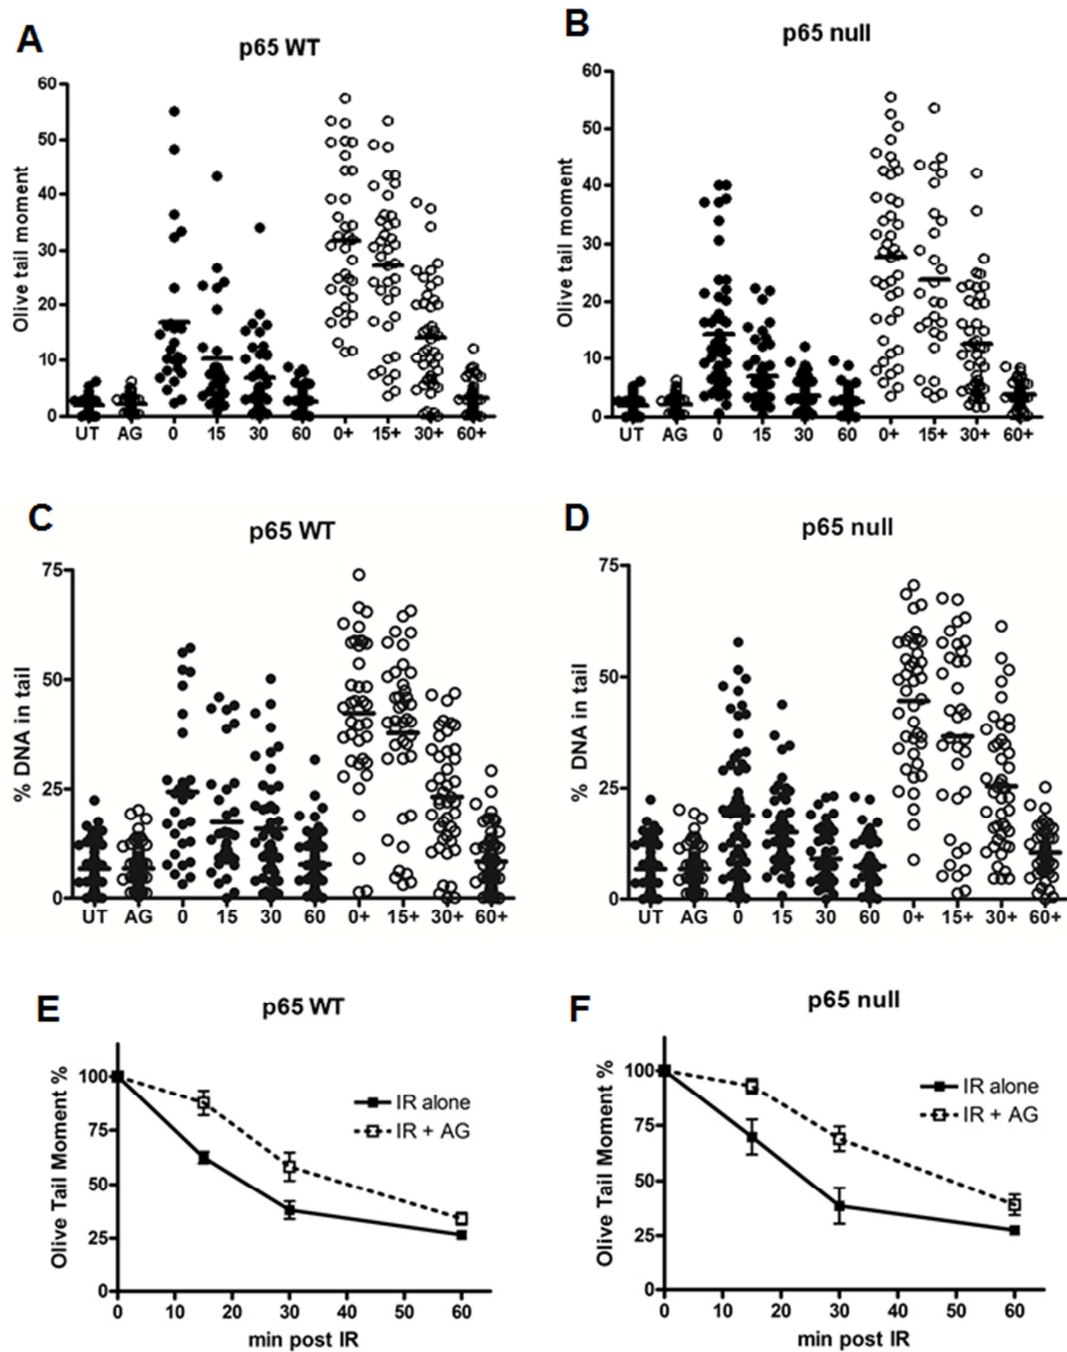 A
p65 WT
Olive tail moment
60
50
40
30
20
10
0
UT AG 0 15 30 60 0+ 15+ 30+ 60+
B
p65 null
Olive tail moment
60
50
40
30
20
10
0
UT AG 0 15 30 60 0+ 15+ 30+ 60+
C
p65 WT
% DNA in tail
75
50
25
0
UT AG 0 15 30 60 0+ 15+ 30+ 60+
D
p65 null
% DNA in tail
75
50
25
0
UT AG 0 15 30 60 0+ 15+ 30+ 60+
E
p65 WT
Olive Tail Moment %
100
75
50
25
0
IR alone
IR + AG
0 10 20 30 40 50 60
min post IR
F
p65 null
Olive Tail Moment %
100
75
50
25
0
IR alone
IR + AG
0 10 20 30 40 50 60
min post IR